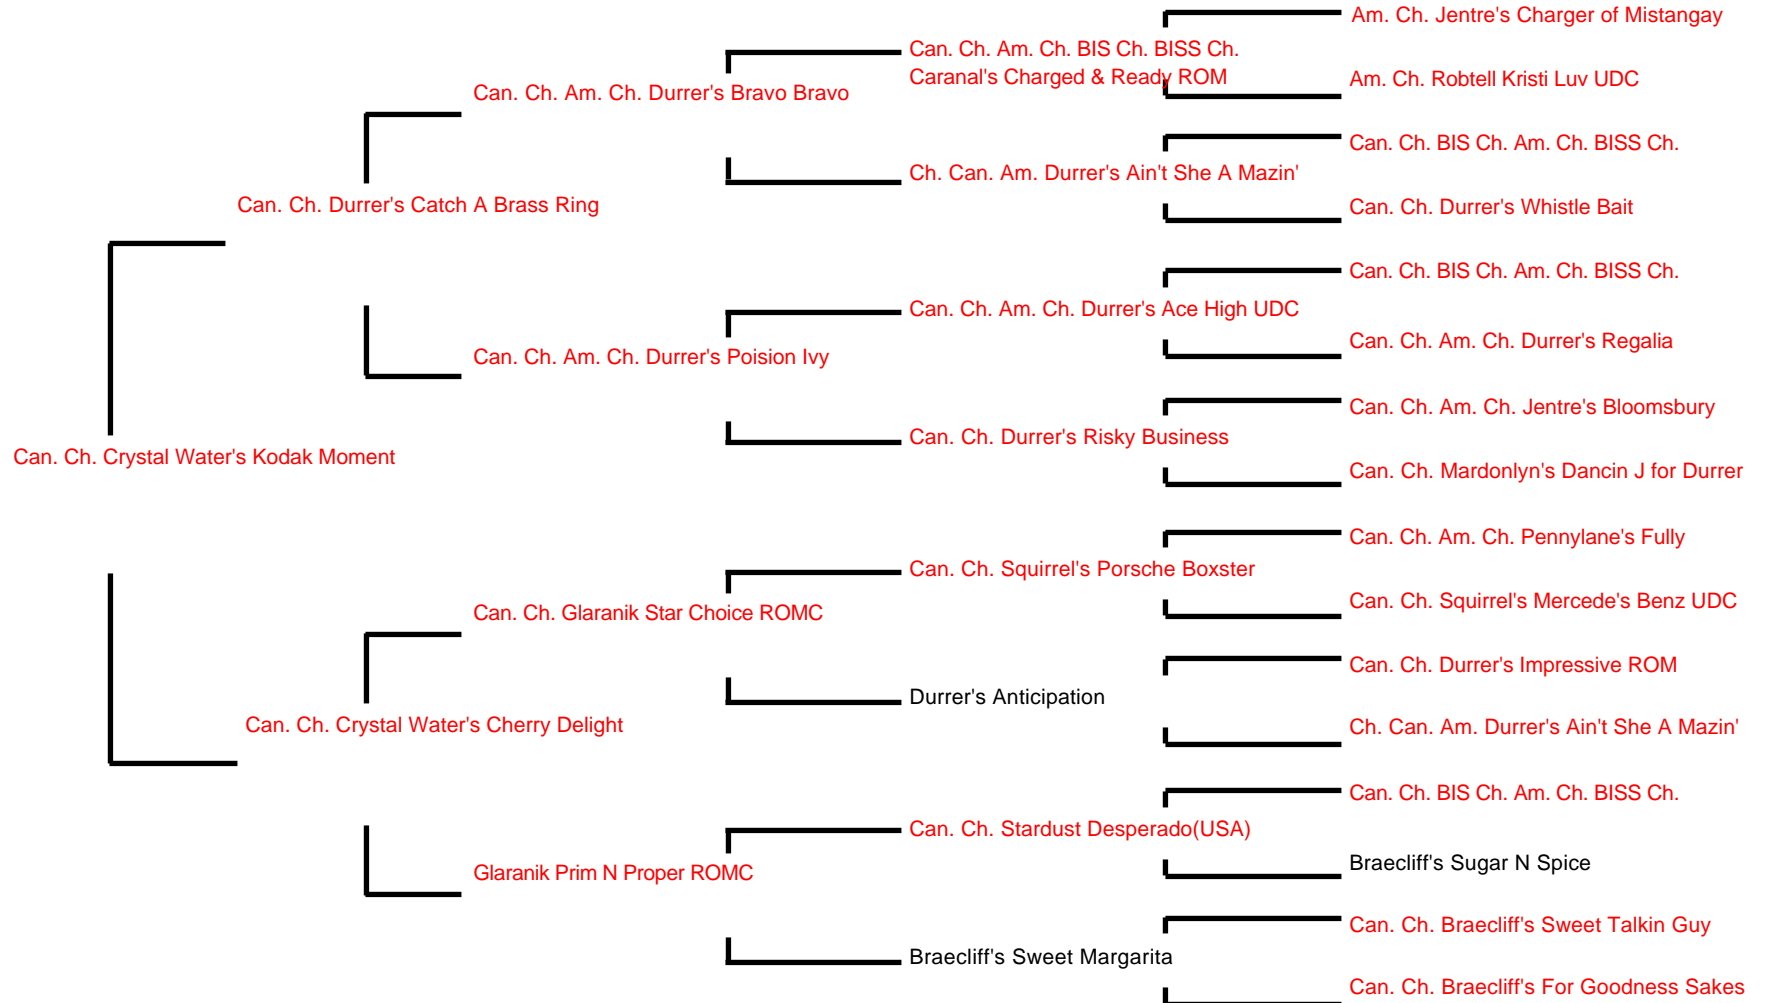 Am. Ch. Jentre's Charger of Mistangay
Can. Ch. Am. Ch. BIS Ch. BISS Ch.
Caranal's Charged & Ready ROM
Am. Ch. Robtell Kristi Luv UDC
Can. Ch. Am. Ch. Durrer's Bravo Bravo
Can. Ch. BIS Ch. Am. Ch. BISS Ch.
Ch. Can. Am. Durrer's Ain't She A Mazin'
Can. Ch. Durrer's Catch A Brass Ring
Can. Ch. Durrer's Whistle Bait
Can. Ch. BIS Ch. Am. Ch. BISS Ch.
Can. Ch. Am. Ch. Durrer's Ace High UDC
Can. Ch. Am. Ch. Durrer's Regalia
Can. Ch. Am. Ch. Durrer's Poision Ivy
Can. Ch. Am. Ch. Jentre's Bloomsbury
Can. Ch. Durrer's Risky Business
Can. Ch. Crystal Water's Kodak Moment
Can. Ch. Mardonlyn's Dancin J for Durrer
Can. Ch. Am. Ch. Pennylane's Fully
Can. Ch. Squirrel's Porsche Boxster
Can. Ch. Squirrel's Mercede's Benz UDC
Can. Ch. Glaranik Star Choice ROMC
Can. Ch. Durrer's Impressive ROM
Durrer's Anticipation
Can. Ch. Crystal Water's Cherry Delight
Ch. Can. Am. Durrer's Ain't She A Mazin'
Can. Ch. BIS Ch. Am. Ch. BISS Ch.
Can. Ch. Stardust Desperado(USA)
Braecliff's Sugar N Spice
Glaranik Prim N Proper ROMC
Can. Ch. Braecliff's Sweet Talkin Guy
Braecliff's Sweet Margarita
Can. Ch. Braecliff's For Goodness Sakes